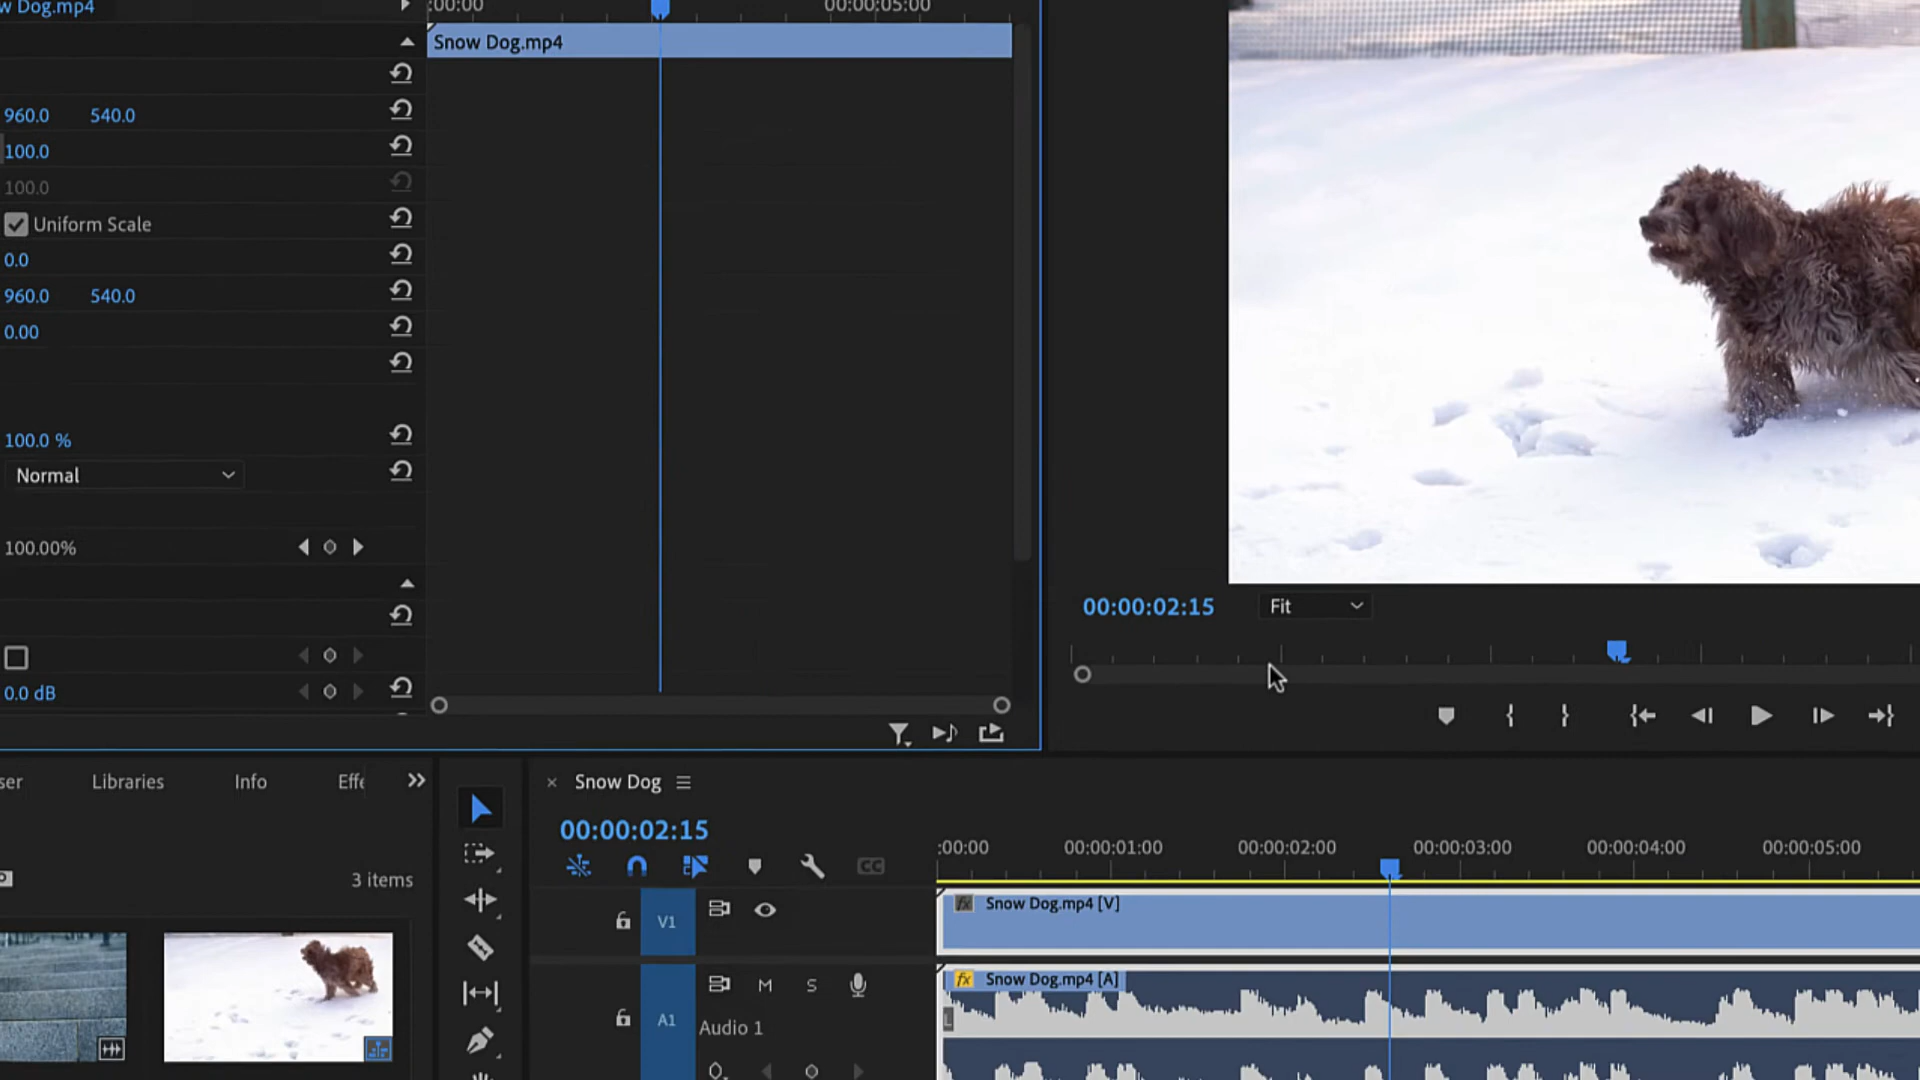 w Dog.mp4
:00:00
00:00:05:00
Snow Dog.mp4
960.0 540.0
100.0
100.0
Uniform Scale
0.0
960.0 540.0
0.00
100.0 %
Normal
100.00%
0.0 dB
00:00:02:15
Fit
ser Libraries Info Effe
3 items
× Snow Dog
00:00:02:15
:00:00 00:00:01:00 00:00:02:00 00:00:03:00 00:00:04:00 00:00:05:00
CC
V1
fx Snow Dog.mp4 [V]
A1
M S
Audio 1
fx Snow Dog.mp4 [A]
L